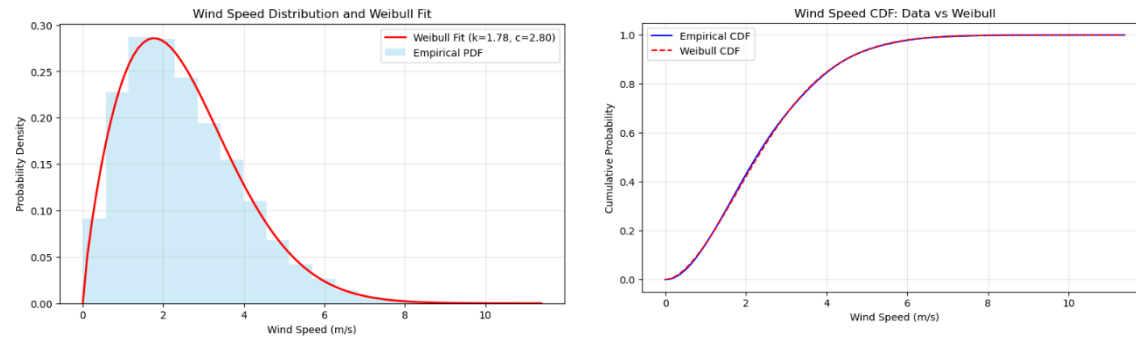 Wind Speed Distribution and Weibull Fit
0.30
0.25
0.20
0.15
0.10
0.05
0.00
Probability Density
Weibull Fit (k=1.78, c=2.80)
Empirical PDF
0 2 4 6 8 10
Wind Speed (m/s)
Wind Speed CDF: Data vs Weibull
1.0
0.8
0.6
0.4
0.2
0.0
Cumulative Probability
Empirical CDF
Weibull CDF
0 2 4 6 8 10
Wind Speed (m/s)